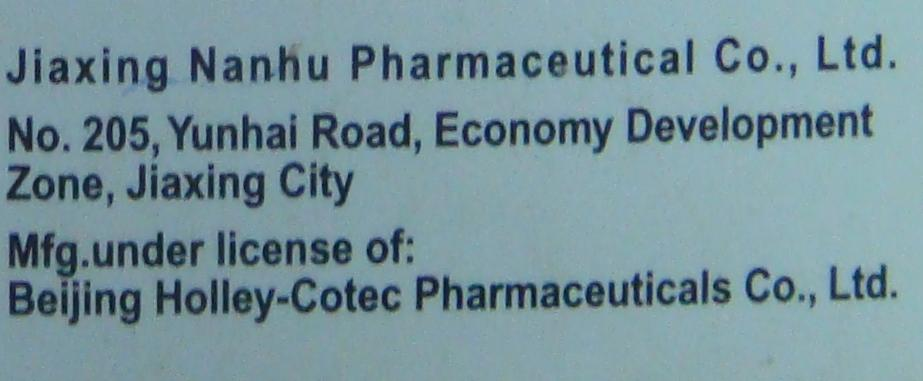 Jiaxing Nanhu Pharmaceutical Co., Ltd.
No. 205, Yunhai Road, Economy Development
Zone, Jiaxing City
Mfg.under license of:
Beijing Holley-Cotec Pharmaceuticals Co., Ltd.